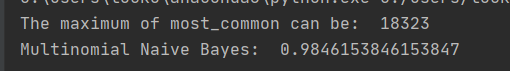 The maximum of most_common can be:  18323
Multinomial Naive Bayes:  0.9846153846153847